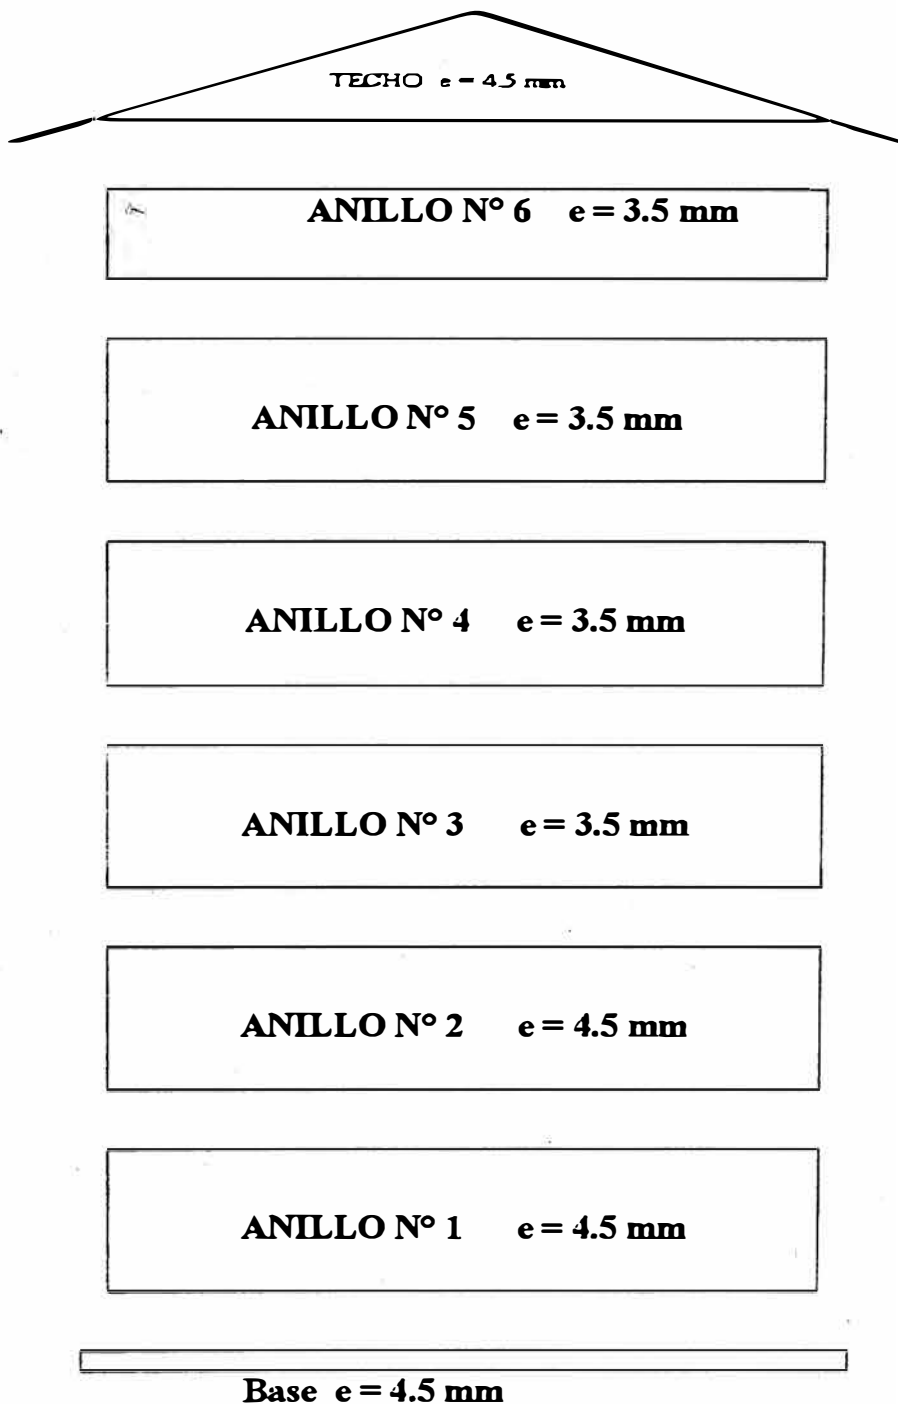 TECHO e = 4.5 mm
ANILLO N° 6 e = 3.5 mm
ANILLO N° 5 e = 3.5 mm
ANILLO N° 4 e = 3.5 mm
ANILLO N° 3 e = 3.5 mm
ANILLO N° 2 e = 4.5 mm
ANILLO N° 1 e = 4.5 mm
Base e = 4.5 mm